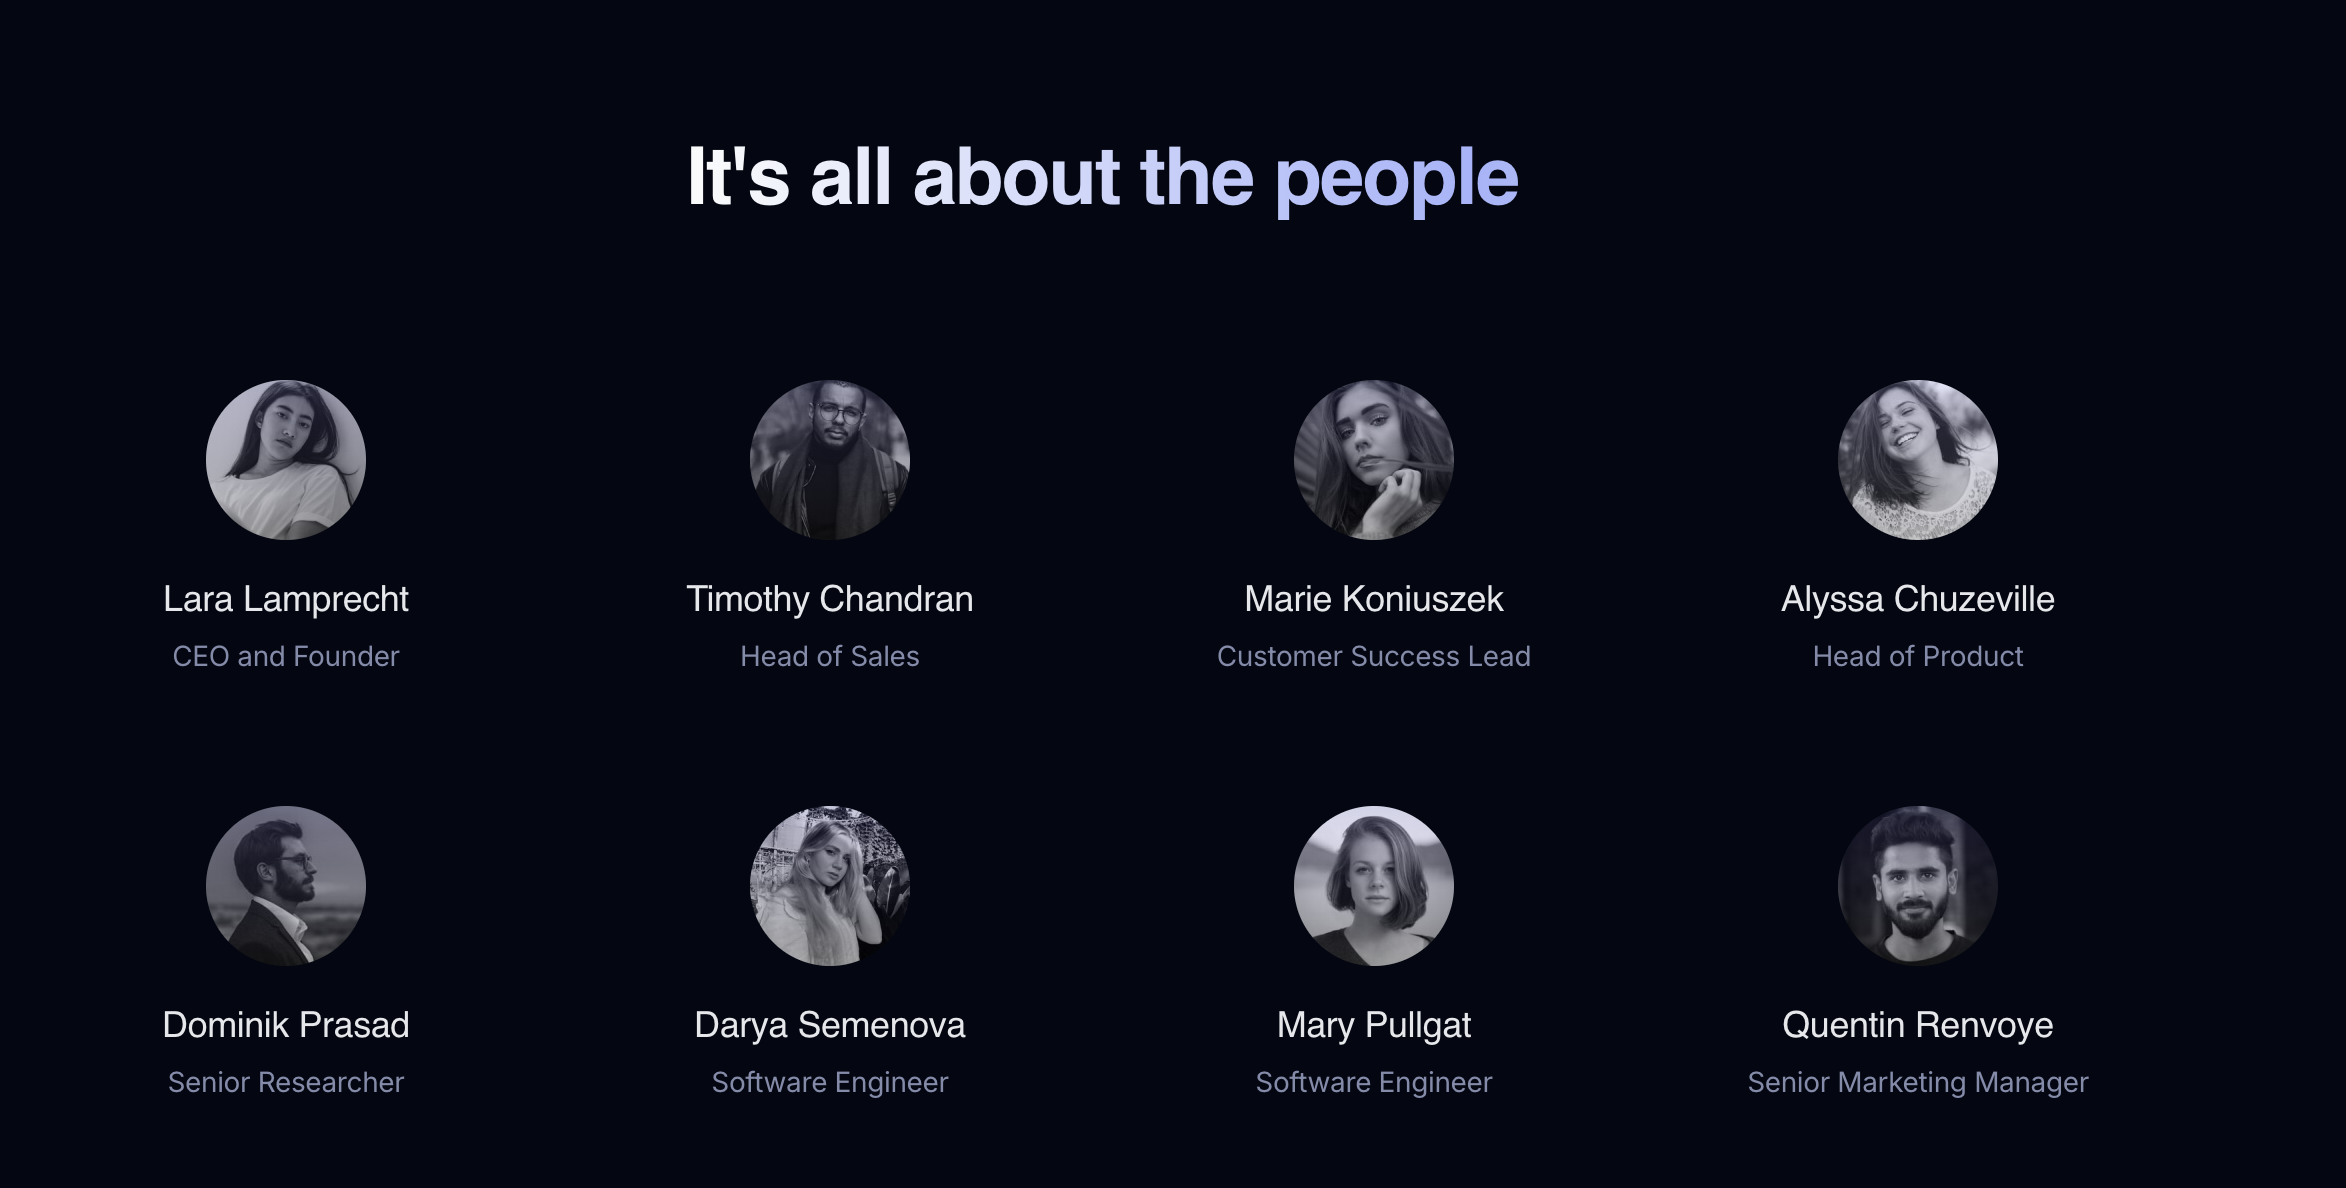 It's all about the people
Lara Lamprecht
CEO and Founder
Timothy Chandran
Head of Sales
Marie Koniuszek
Customer Success Lead
Alyssa Chuzeville
Head of Product
Dominik Prasad
Senior Researcher
Darya Semenova
Software Engineer
Mary Pullgat
Software Engineer
Quentin Renvoye
Senior Marketing Manager